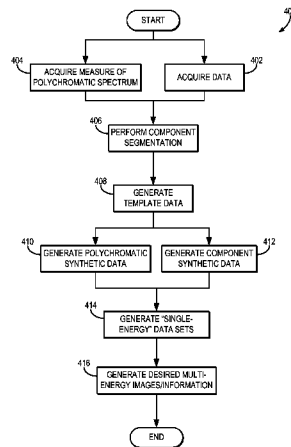 40
START
404
ACQUIRE MEASURE OF
POLYCHROMATIC SPECTRUM
402
ACQUIRE DATA
406
PERFORM COMPONENT
SEGMENTATION
408
GENERATE
TEMPLATE DATA
410
GENERATE POLYCHROMATIC
SYNTHETIC DATA
412
GENERATE COMPONENT
SYNTHETIC DATA
414
GENERATE "SINGLE-
ENERGY" DATA SETS
416
GENERATE DESIRED MULTI-
ENERGY IMAGES/INFORMATION
END